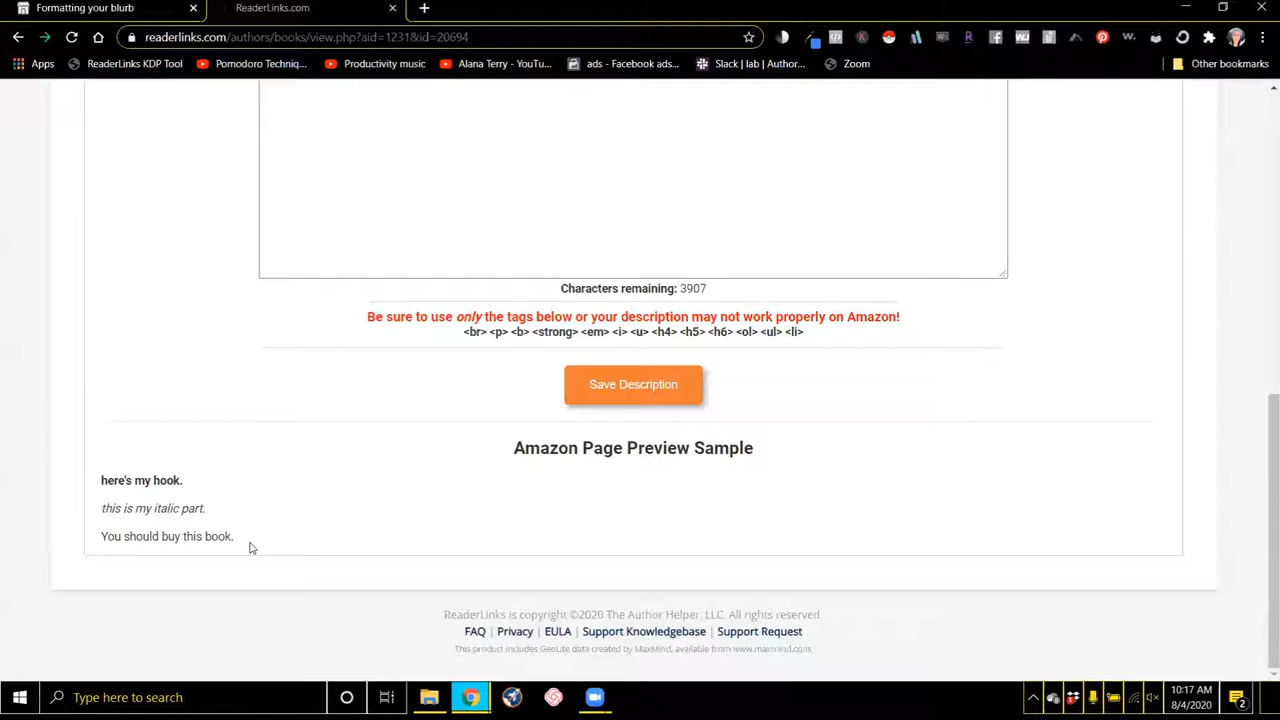 Formatting your blurb
ReaderLinks.com
readerlinks.com/authors/books/view.php?aid=1231&id=20694
Apps ReaderLinks KDP Tool Pomodoro Techniq... Productivity music Alana Terry - YouTu... ads - Facebook ads... Slack | lab | Author... Zoom Other bookmarks
Characters remaining: 3907
Be sure to use only the tags below or your description may not work properly on Amazon!
<br> <p> <b> <strong> <em> <i> <u> <h4> <h5> <h6> <ol> <ul> <li>
Save Description
Amazon Page Preview Sample
here's my hook.
this is my italic part.
You should buy this book.
ReaderLinks is copyright ©2020 The Author Helper, LLC. All rights reserved.
FAQ | Privacy | EULA | Support Knowledgebase | Support Request
This product includes GeoLite data created by MaxMind, available from www.maxmind.com.
Type here to search
10:17 AM
8/4/2020
2